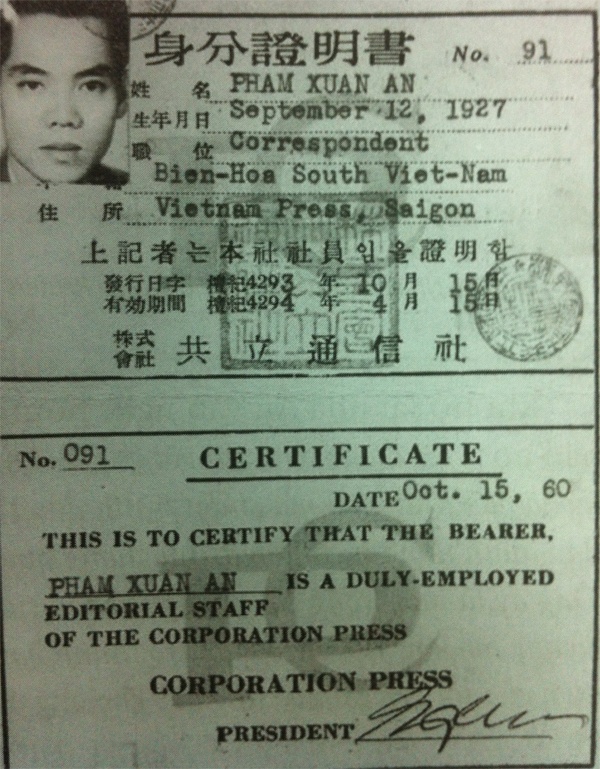 身分證明書 No. 91
姓 名 PHAM XUAN AN
生年月日 September 12, 1927
職 位 Correspondent
Bien-Hoa South Viet-Nam
住 所 Vietnam Press, Saigon
上記者는本社社員임을證明함
發行日字 檀紀4293 年 10 月 15日
有効期間 檀紀4294 年 4 月 15日
株式會社 共立通信社
No. 091 CERTIFICATE
DATE Oct. 15, 60
THIS IS TO CERTIFY THAT THE BEARER,
PHAM XUAN AN IS A DULY-EMPLOYED
EDITORIAL STAFF
OF THE CORPORATION PRESS
CORPORATION PRESS
PRESIDENT